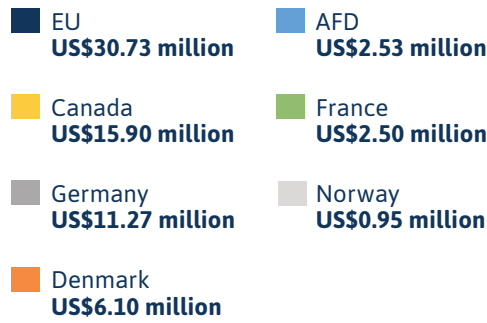 EU
US$30.73 million
Canada
US$15.90 million
Germany
US$11.27 million
Denmark
US$6.10 million
AFD
US$2.53 million
France
US$2.50 million
Norway
US$0.95 million